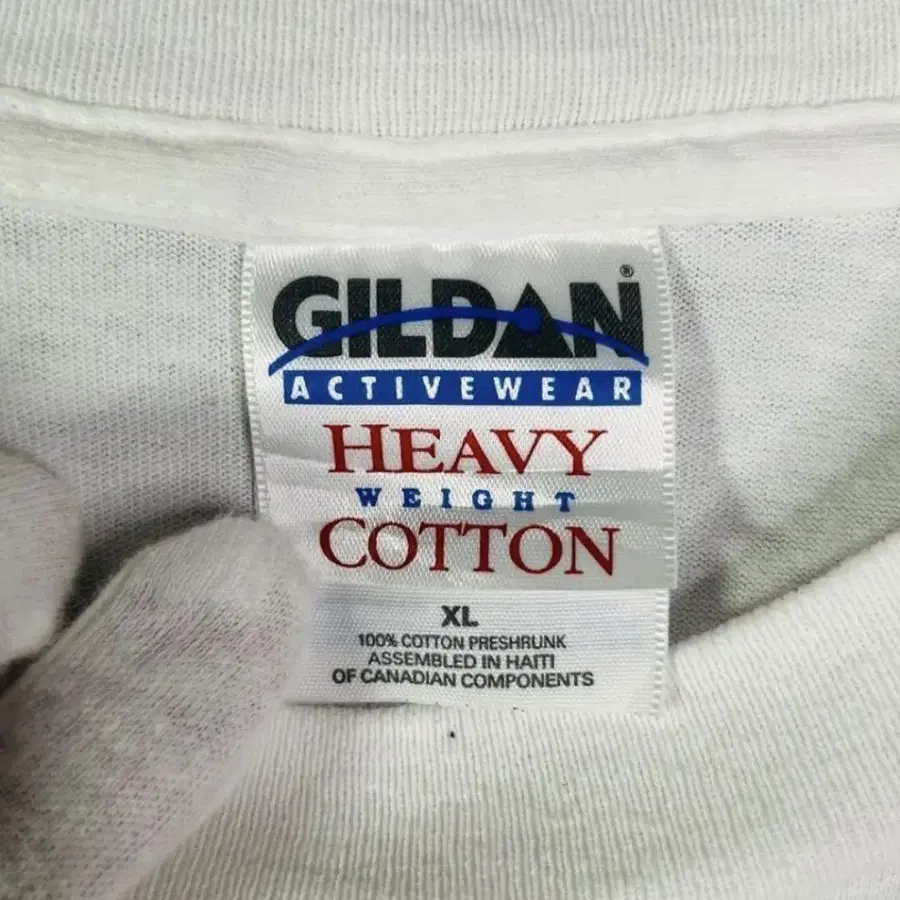 GILDAN®
ACTIVEWEAR
HEAVY
WEIGHT
COTTON
XL
100% COTTON PRESHRUNK
ASSEMBLED IN HAITI
OF CANADIAN COMPONENTS